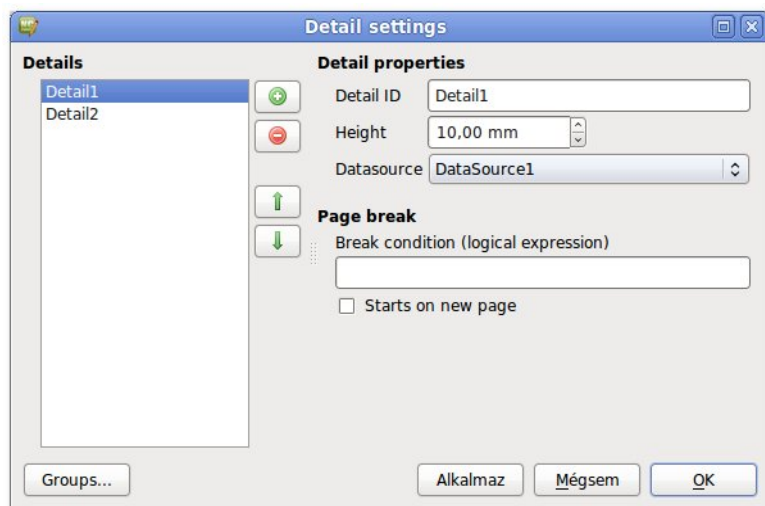 Detail settings
Details
Detail1
Detail2
Detail properties
Detail ID Detail1
Height 10,00 mm
Datasource DataSource1
Page break
Break condition (logical expression)
Starts on new page
Groups... Alkalmaz Mégsem OK